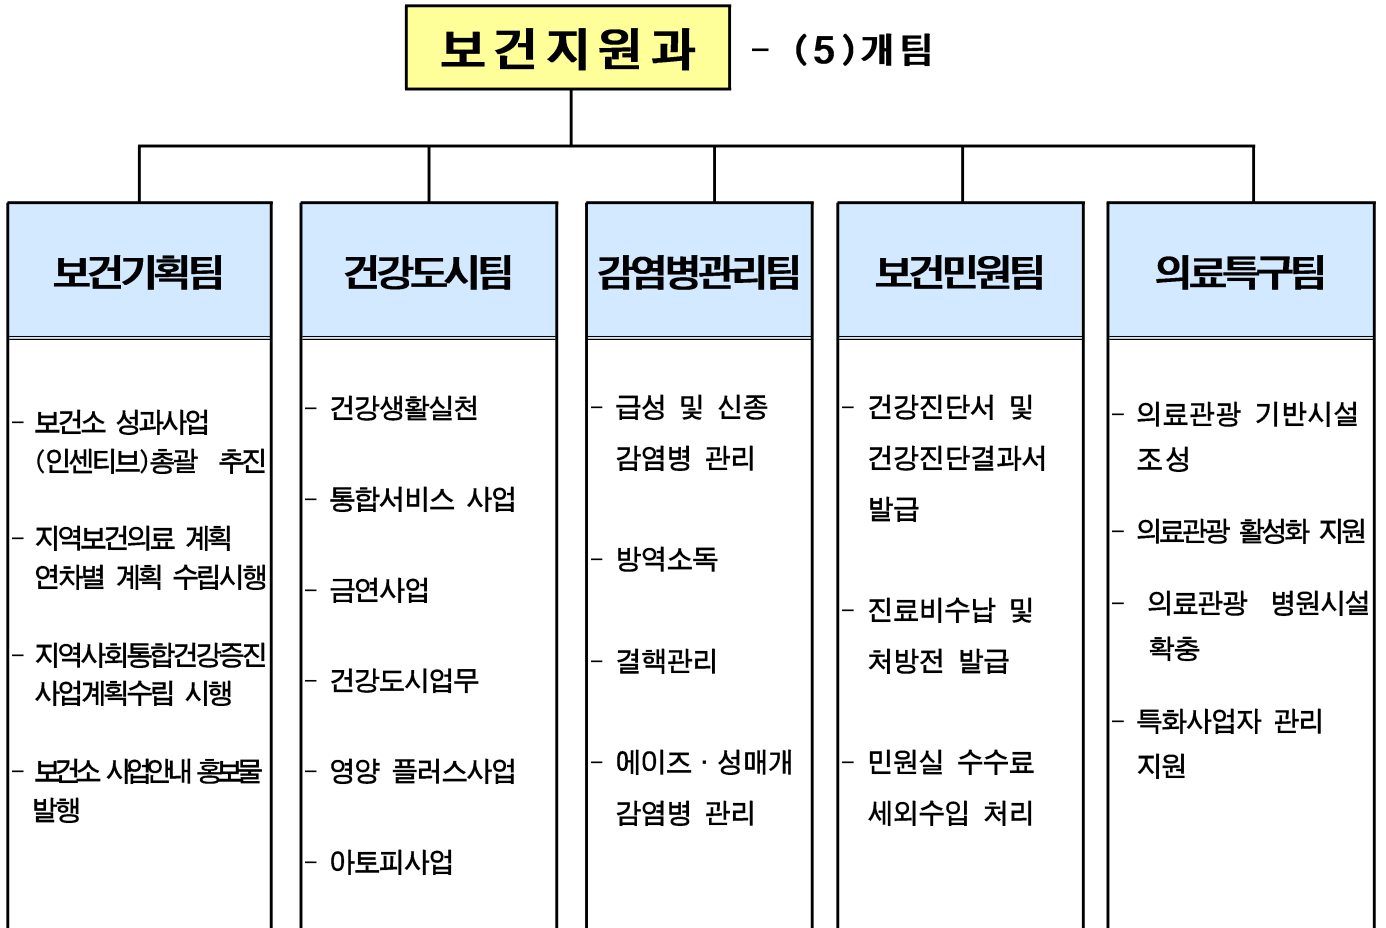 보건지원과 - (5)개팀
보건기획팀
- 보건소 성과사업
(인센티브)총괄 추진
- 지역보건의료 계획
연차별 계획 수립시행
- 지역사회통합건강증진
사업계획수립 시행
- 보건소 사업안내 홍보물
발행
건강도시팀
- 건강생활실천
- 통합서비스 사업
- 금연사업
- 건강도시업무
- 영양 플러스사업
- 아토피사업
감염병관리팀
- 급성 및 신종
감염병 관리
- 방역소독
- 결핵관리
- 에이즈 · 성매개
감염병 관리
보건민원팀
- 건강진단서 및
건강진단결과서
발급
- 진료비수납 및
처방전 발급
- 민원실 수수료
세외수입 처리
의료특구팀
- 의료관광 기반시설
조성
- 의료관광 활성화 지원
- 의료관광 병원시설
확충
- 특화사업자 관리
지원